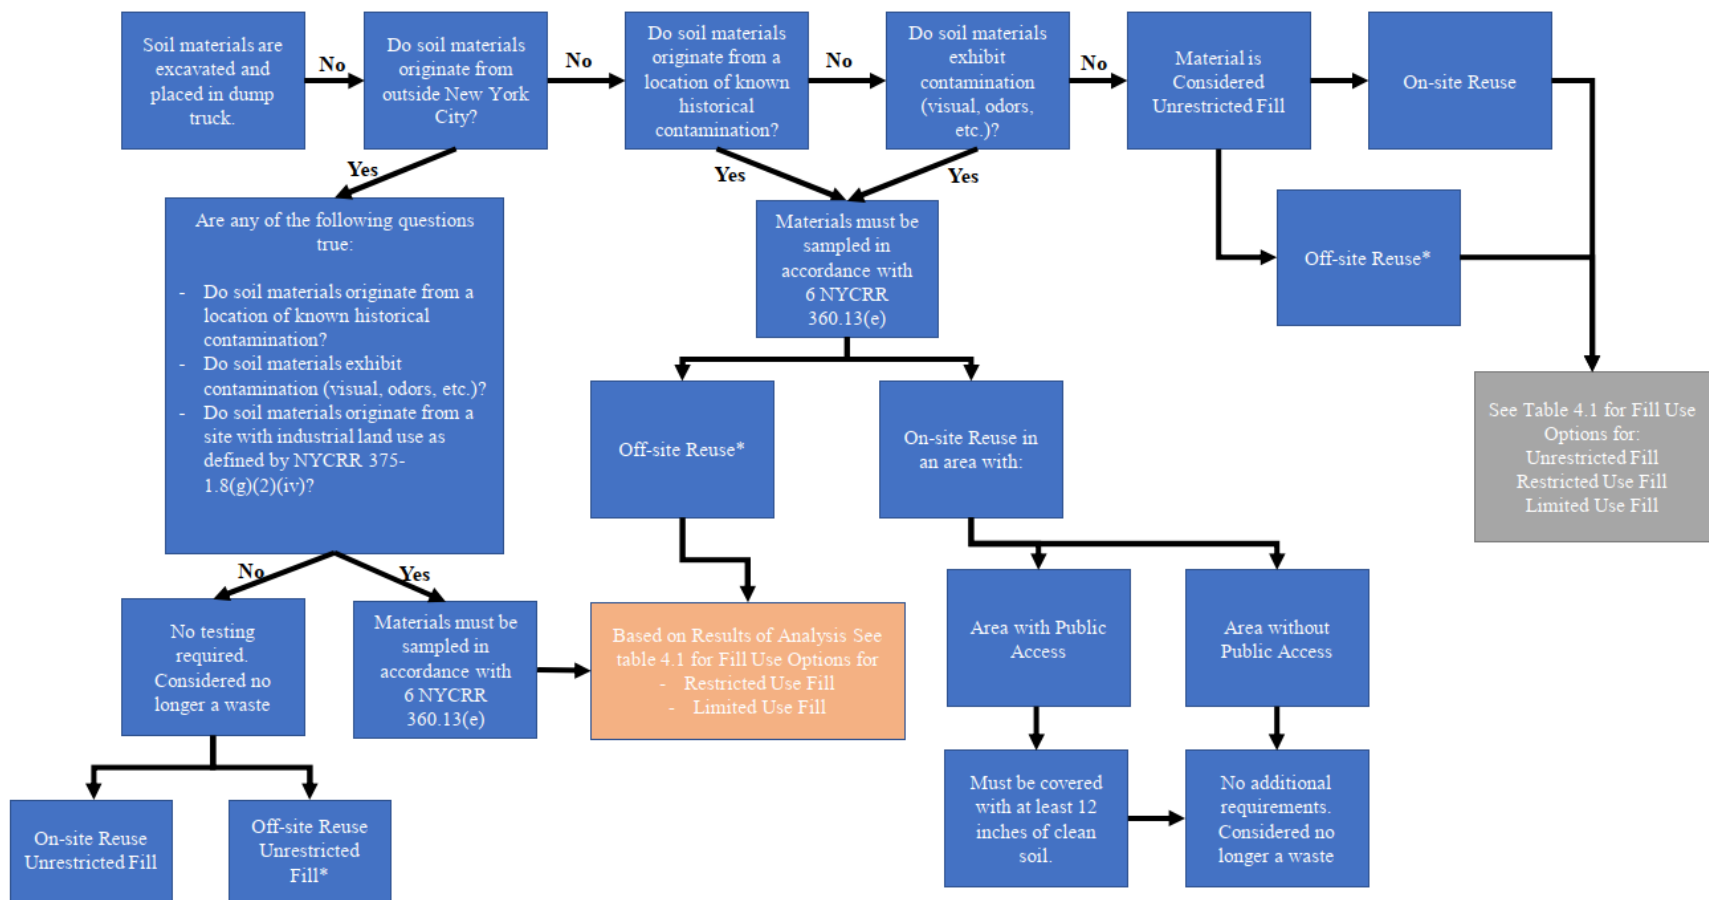 Soil materials are
excavated and
placed in dump
truck.
No
Do soil materials
originate from
outside New York
City?
No
Do soil materials
originate from a
location of known
historical
contamination?
No
Do soil materials
exhibit
contamination
(visual, odors,
etc.)?
No
Material is
Considered
Unrestricted Fill
On-site Reuse
Yes
Yes
Yes
Are any of the following questions
true:
- Do soil materials originate from a
location of known historical
contamination?
- Do soil materials exhibit
contamination (visual, odors, etc.)?
- Do soil materials originate from a
site with industrial land use as
defined by NYCRR 375-
1.8(g)(2)(iv)?
Materials must be
sampled in
accordance with
6 NYCRR
360.13(e)
Off-site Reuse*
Off-site Reuse*
On-site Reuse in
an area with:
See Table 4.1 for Fill Use
Options for:
Unrestricted Fill
Restricted Use Fill
Limited Use Fill
No
Yes
No testing
required.
Considered no
longer a waste
Materials must be
sampled in
accordance with
6 NYCRR
360.13(e)
Based on Results of Analysis See
table 4.1 for Fill Use Options for
- Restricted Use Fill
- Limited Use Fill
Area with Public
Access
Area without
Public Access
On-site Reuse
Unrestricted Fill
Off-site Reuse
Unrestricted
Fill*
Must be covered
with at least 12
inches of clean
soil.
No additional
requirements.
Considered no
longer a waste